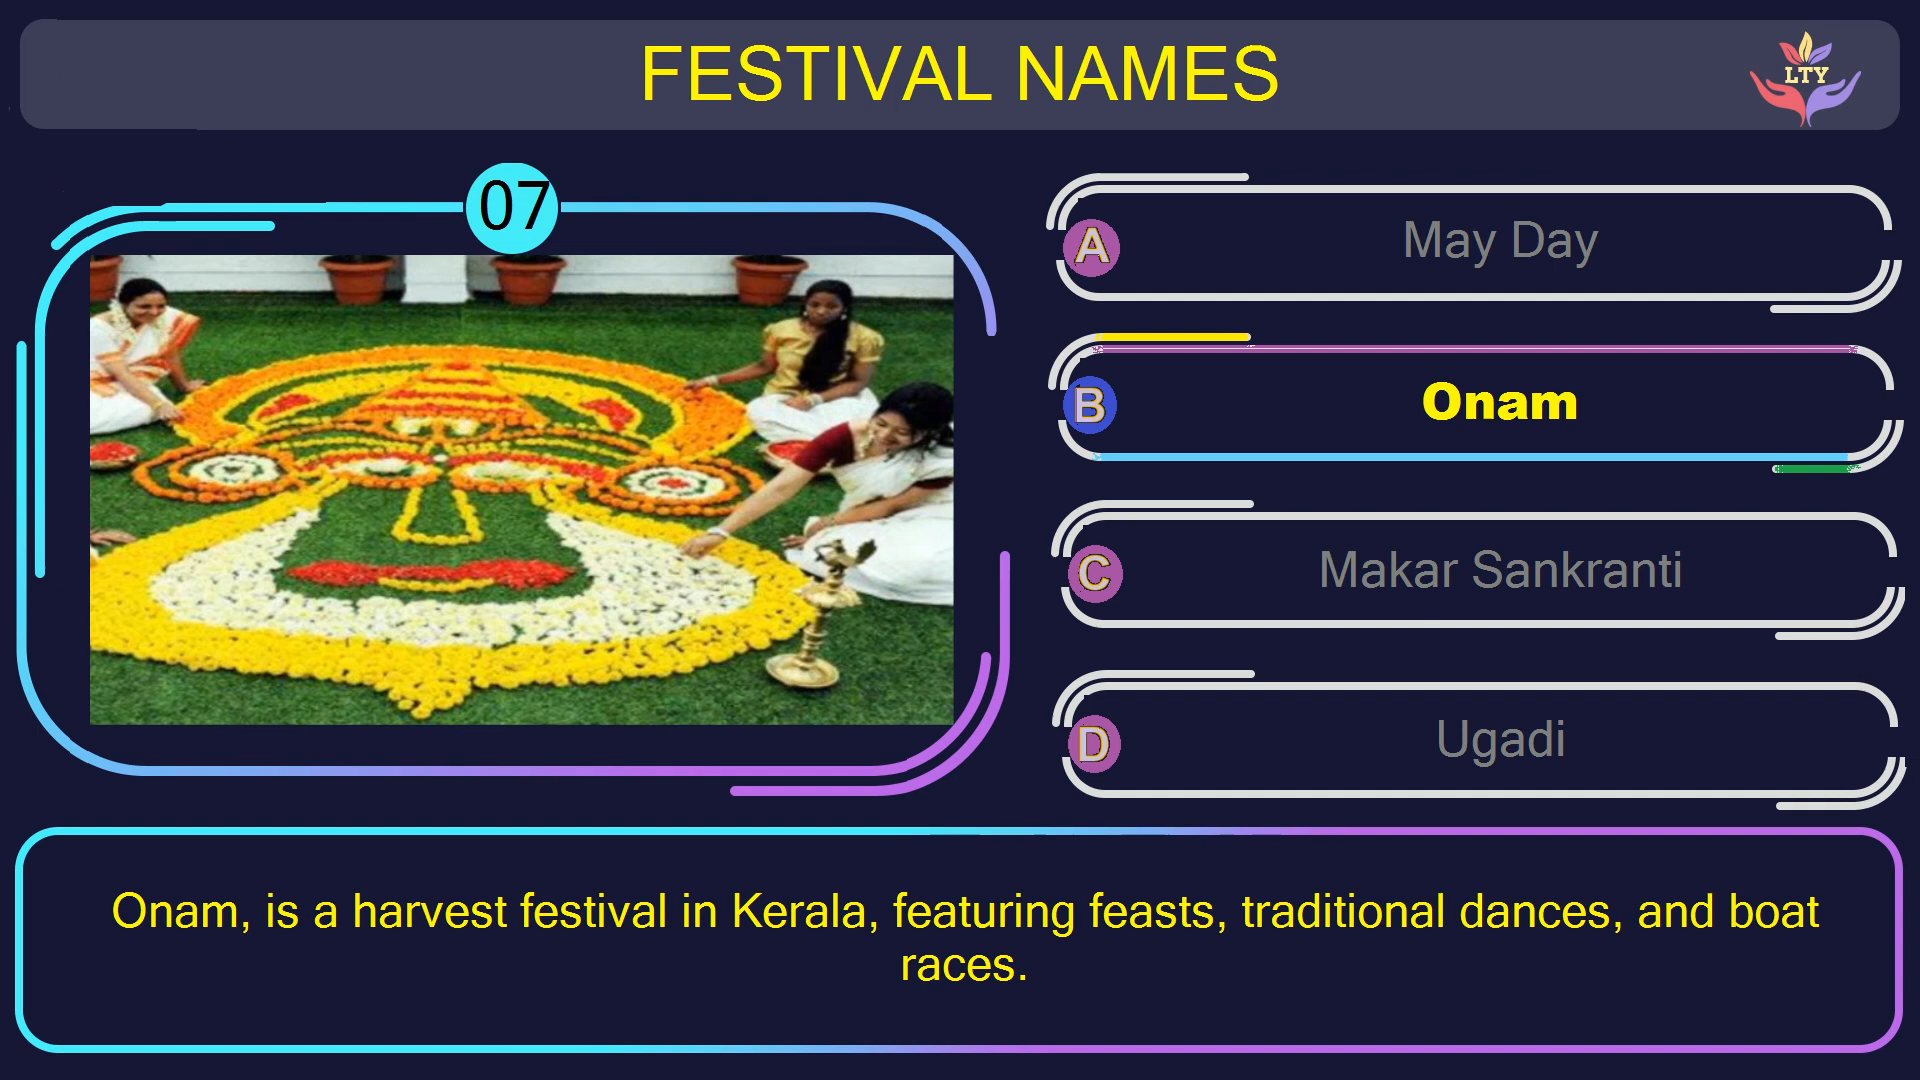 FESTIVAL NAMES
LTY
07
A
May Day
B
Onam
C
Makar Sankranti
D
Ugadi
Onam, is a harvest festival in Kerala, featuring feasts, traditional dances, and boat
races.